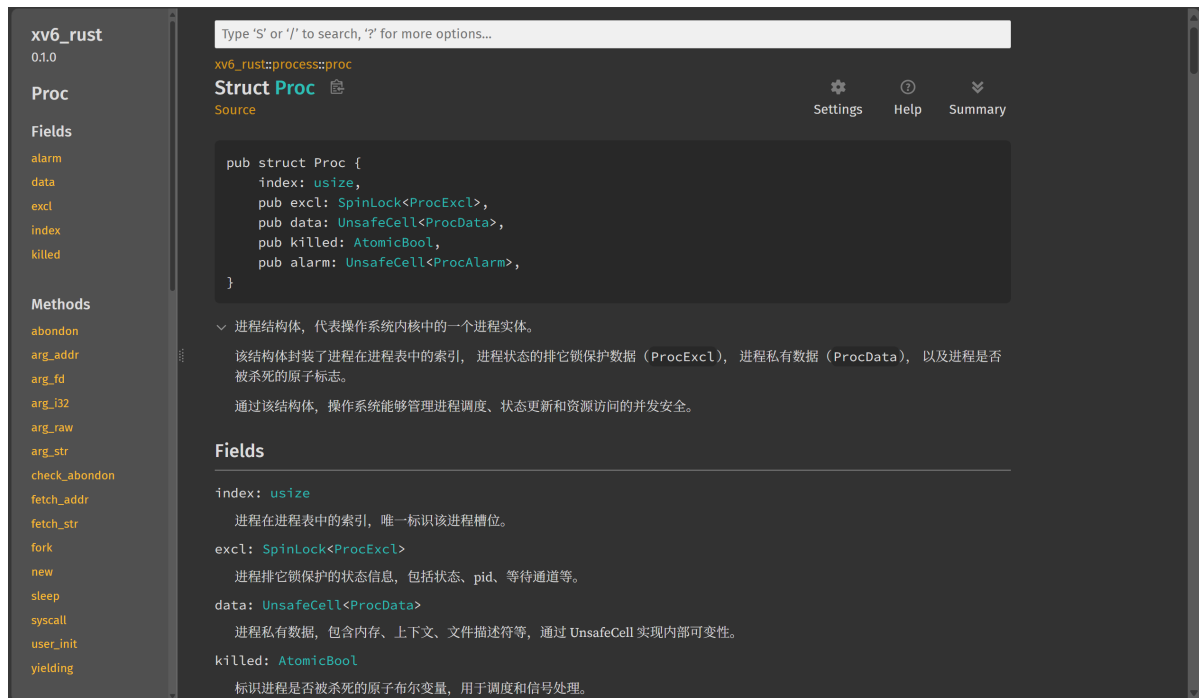 xv6_rust
0.1.0
Proc
Fields
alarm
data
excl
index
killed
Methods
abondon
arg_addr
arg_fd
arg_i32
arg_raw
arg_str
check_abondon
fetch_addr
fetch_str
fork
new
sleep
syscall
user_init
yielding
Type ‘S’ or ‘/’ to search, ‘?’ for more options…
xv6_rust::process::proc
Struct Proc
Source
Settings
Help
Summary
pub struct Proc {
    index: usize,
    pub excl: SpinLock<ProcExcl>,
    pub data: UnsafeCell<ProcData>,
    pub killed: AtomicBool,
    pub alarm: UnsafeCell<ProcAlarm>,
}
进程结构体，代表操作系统内核中的一个进程实体。
该结构体封装了进程在进程表中的索引， 进程状态的排它锁保护数据（ProcExcl）， 进程私有数据（ProcData）， 以及进程是否
被杀死的原子标志。
通过该结构体，操作系统能够管理进程调度、状态更新和资源访问的并发安全。
Fields
index: usize
进程在进程表中的索引，唯一标识该进程槽位。
excl: SpinLock<ProcExcl>
进程排它锁保护的状态信息，包括状态、pid、等待通道等。
data: UnsafeCell<ProcData>
进程私有数据，包含内存、上下文、文件描述符等，通过 UnsafeCell 实现内部可变性。
killed: AtomicBool
标识进程是否被杀死的原子布尔变量，用于调度和信号处理。